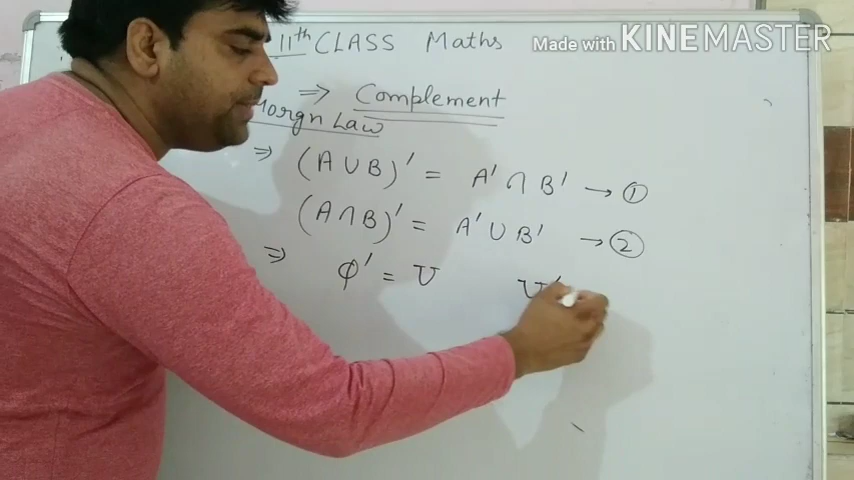 11th CLASS Maths
Made with KINEMASTER
⇒ Complement
Morgn Law
⇒ (A ∪ B)' = A' ∩ B' → ①
(A ∩ B)' = A' ∪ B' → ②
⇒ φ' = U U'